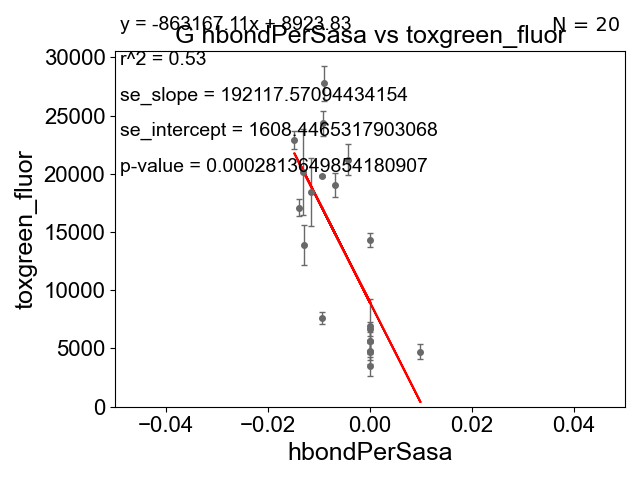 y = -863167.11x + 8923.83
N = 20
G hbondPerSasa vs toxgreen_fluor
r^2 = 0.53
se_slope = 192117.57094434154
se_intercept = 1608.4465317903068
p-value = 0.0002813649854180907
30000
25000
20000
15000
10000
5000
0
toxgreen_fluor
−0.04
−0.02
0.00
0.02
0.04
hbondPerSasa